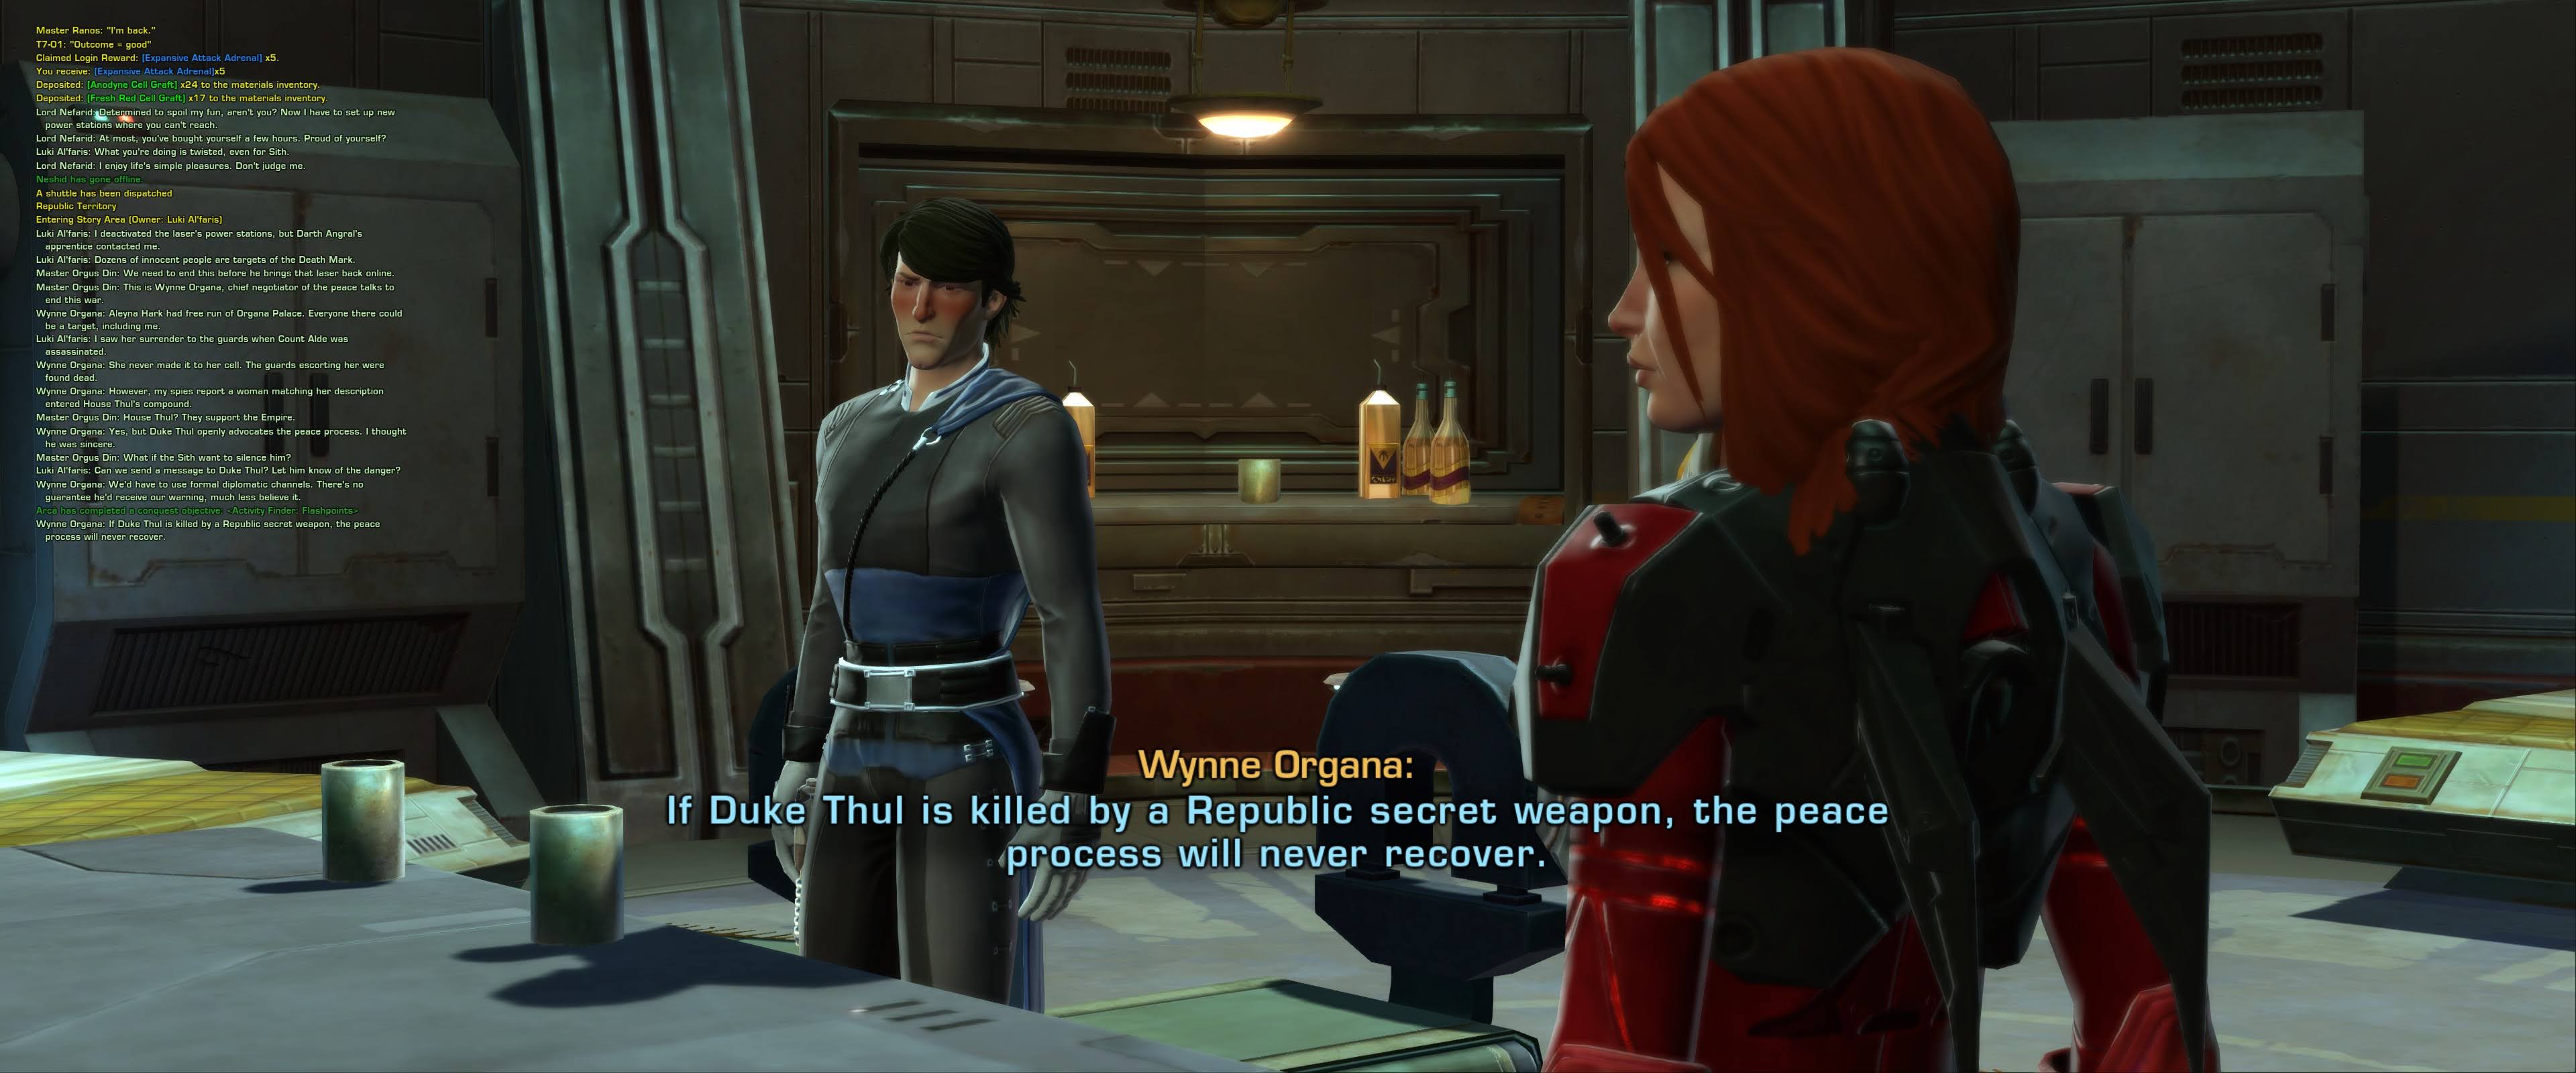 Master Ranos: "I'm back."
T7-01: "Outcome = good"
Claimed Login Reward: [Expansive Attack Adrenal] x5.
You receive: [Expansive Attack Adrenal]x5
Deposited: [Anodyne Cell Graft] x24 to the materials inventory.
Deposited: [Fresh Red Cell Graft] x17 to the materials inventory.
Lord Nefarid: Determined to spoil my fun, aren't you? Now I have to set up new
power stations where you can't reach.
Lord Nefarid: At most, you've bought yourself a few hours. Proud of yourself?
Luki Al'faris: What you're doing is twisted, even for Sith.
Lord Nefarid: I enjoy life's simple pleasures. Don't judge me.
Neshid has gone offline.
A shuttle has been dispatched
Republic Territory
Entering Story Area (Owner: Luki Al'faris)
Luki Al'faris: I deactivated the laser's power stations, but Darth Angral's
apprentice contacted me.
Luki Al'faris: Dozens of innocent people are targets of the Death Mark.
Master Orgus Din: We need to end this before he brings that laser back online.
Master Orgus Din: This is Wynne Organa, chief negotiator of the peace talks to
end this war.
Wynne Organa: Aleyna Hark had free run of Organa Palace. Everyone there could
be a target, including me.
Luki Al'faris: I saw her surrender to the guards when Count Alde was
assassinated.
Wynne Organa: She never made it to her cell. The guards escorting her were
found dead.
Wynne Organa: However, my spies report a woman matching her description
entered House Thul's compound.
Master Orgus Din: House Thul? They support the Empire.
Wynne Organa: Yes, but Duke Thul openly advocates the peace process. I thought
he was sincere.
Master Orgus Din: What if the Sith want to silence him?
Luki Al'faris: Can we send a message to Duke Thul? Let him know of the danger?
Wynne Organa: We'd have to use formal diplomatic channels. There's no
guarantee he'd receive our warning, much less believe it.
Arca has completed a conquest objective: <Activity Finder: Flashpoints>
Wynne Organa: If Duke Thul is killed by a Republic secret weapon, the peace
process will never recover.
Wynne Organa:
If Duke Thul is killed by a Republic secret weapon, the peace
process will never recover.